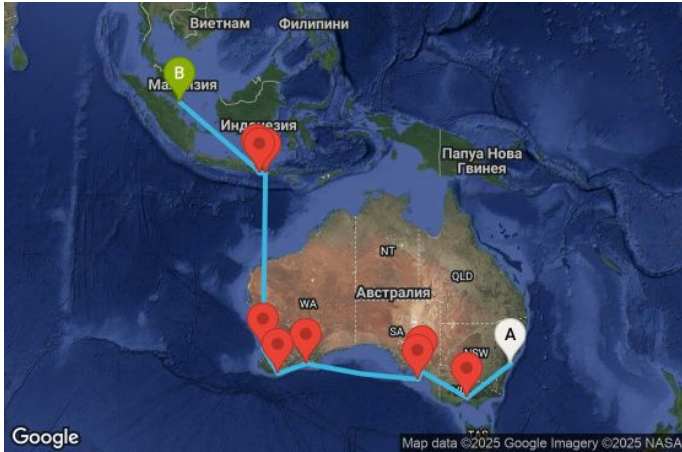 Виетнам
Филипини
B
Малайзия
Индонезия
Папуа Нова
Гвинея
NT
QLD
WA
Австралия
SA
A
NSW
TAS
Google
Map data ©2025 Google Imagery ©2025 NASA